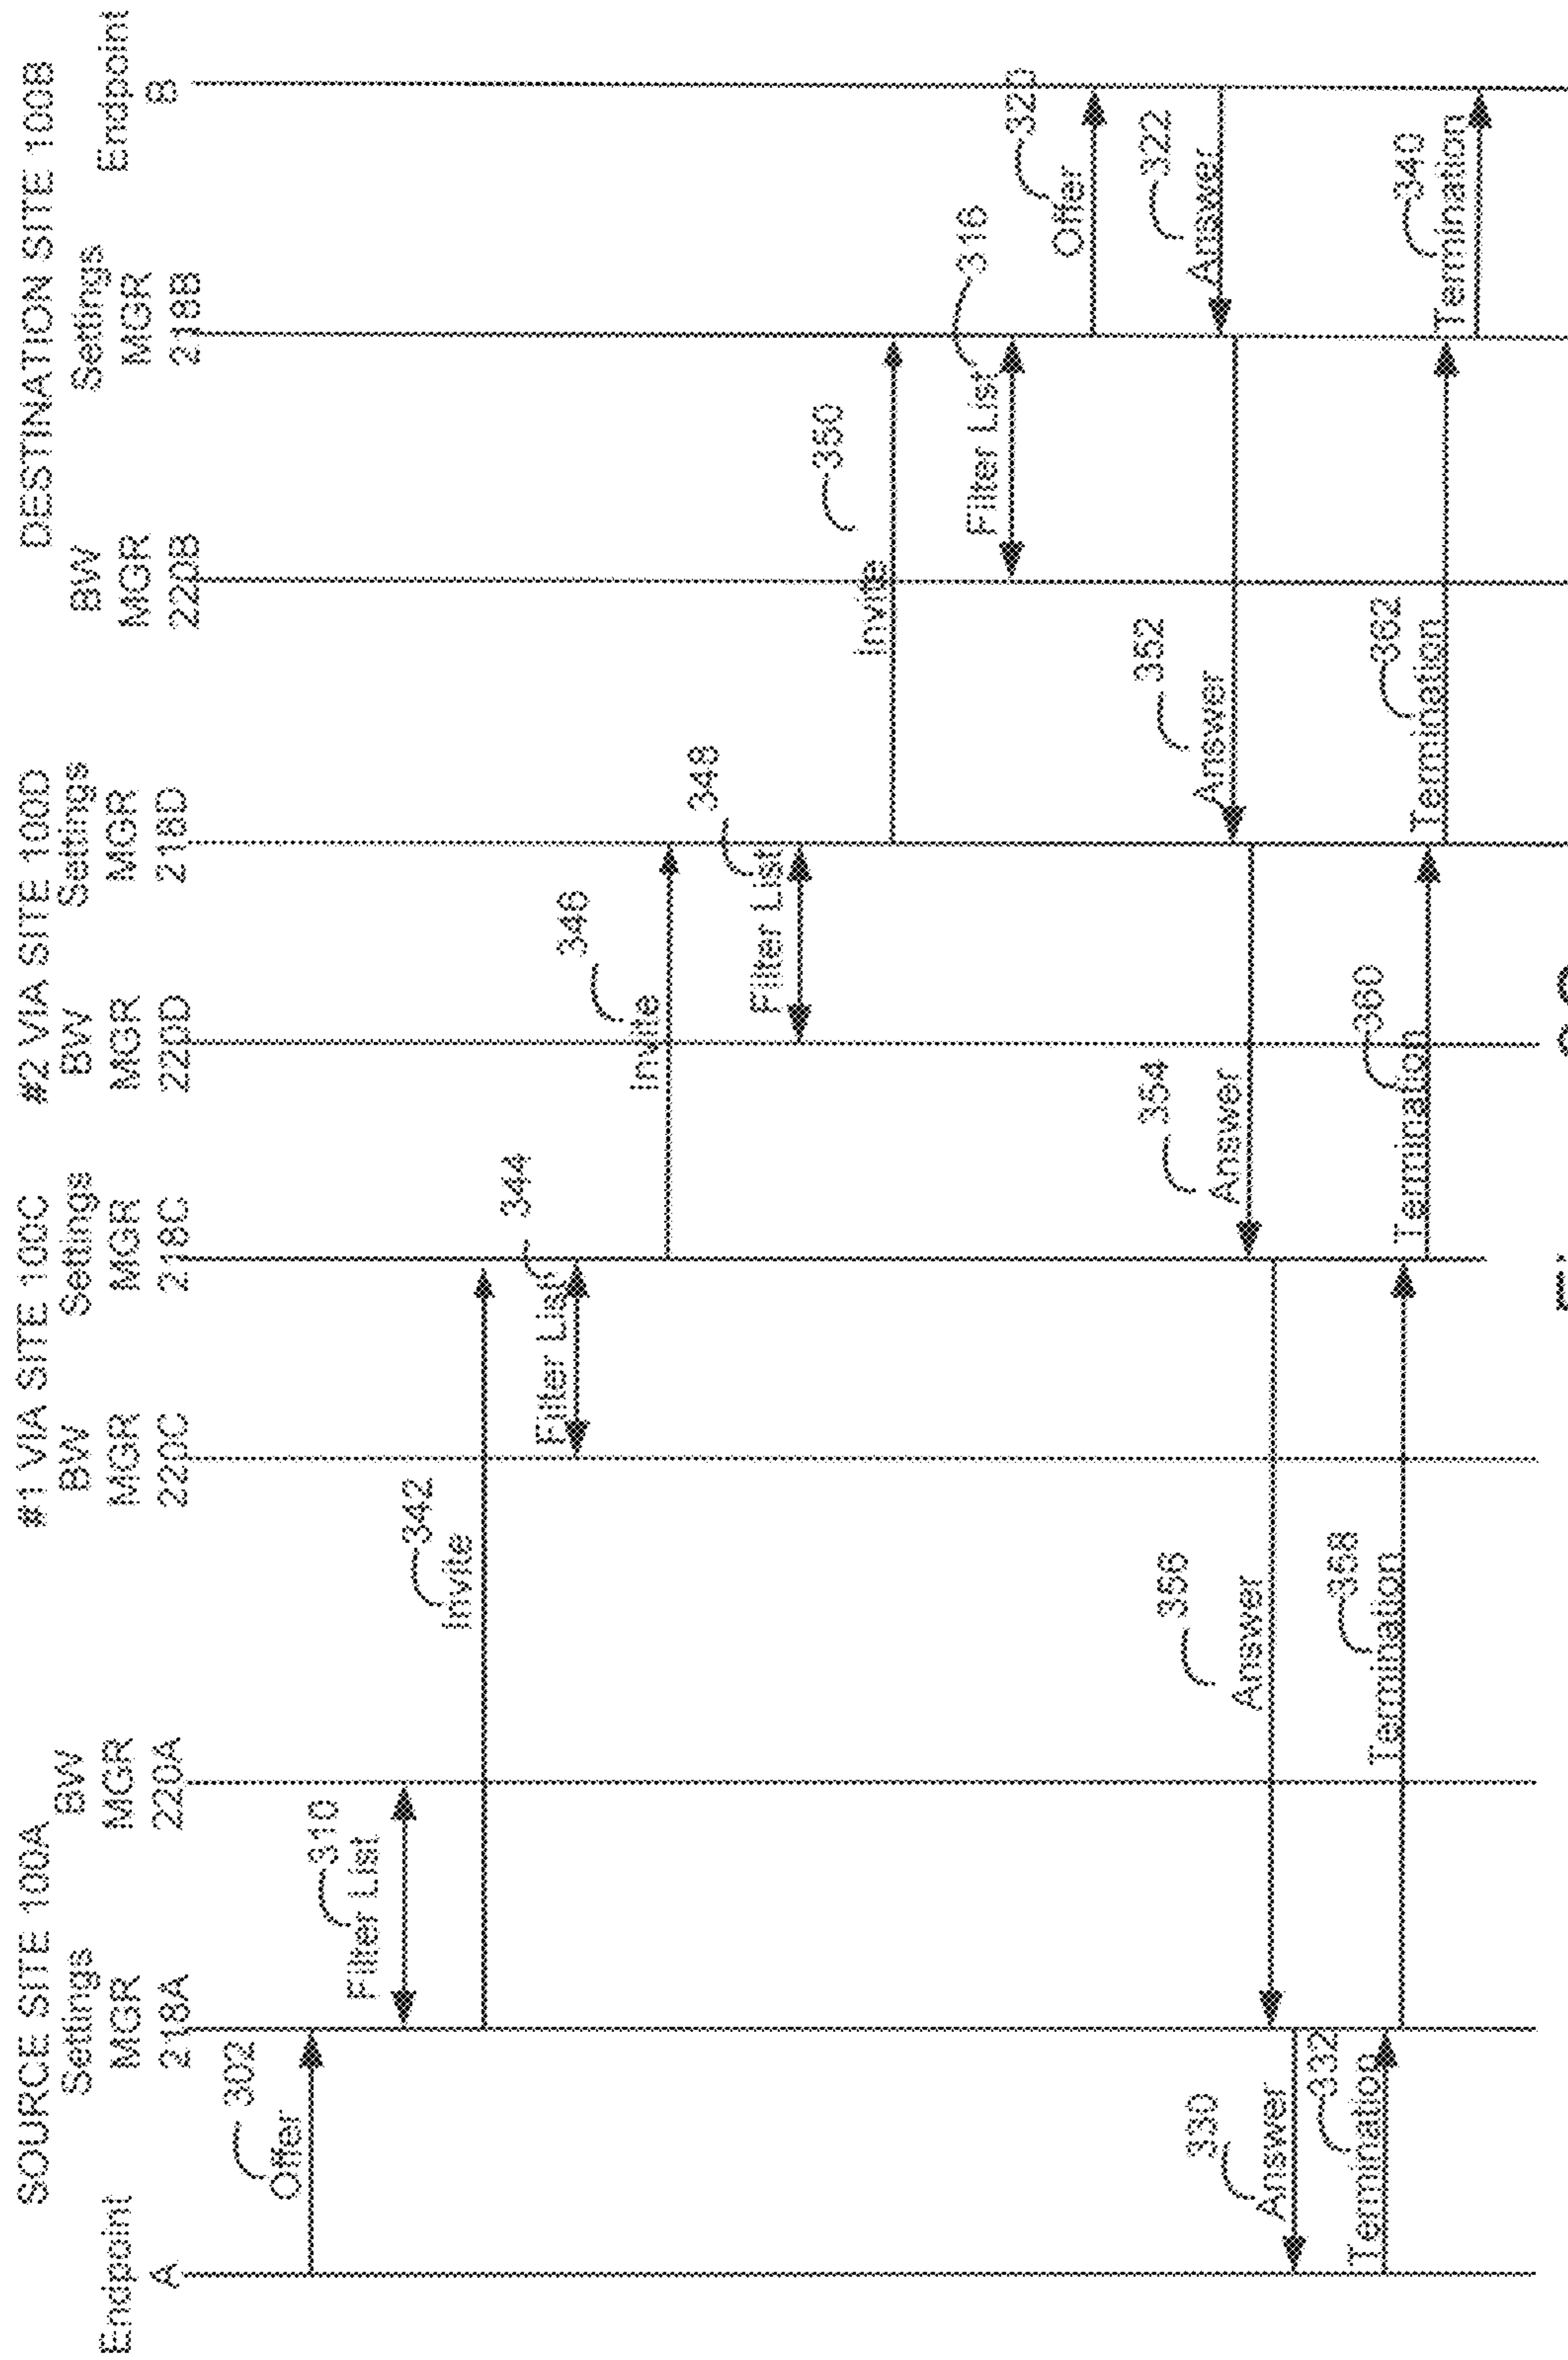 SOURCE SITE 100A
#1 VIA SITE 100C
#2 VIA SITE 100D
DESTINATION SITE 100B
Endpoint
A
Settings
MGR
218A
BW
MGR
220A
BW
MGR
220C
Settings
MGR
218C
BW
MGR
220D
Settings
MGR
218D
BW
MGR
220B
Settings
MGR
218B
Endpoint
B
302
Offer
310
Filter List
342
Invite
344
Filter List
346
Invite
348
Filter List
350
Invite
316
Filter List
320
Offer
322
Answer
352
Answer
354
Answer
356
Answer
330
Answer
332
Termination
358
Termination
360
Termination
362
Termination
340
Termination